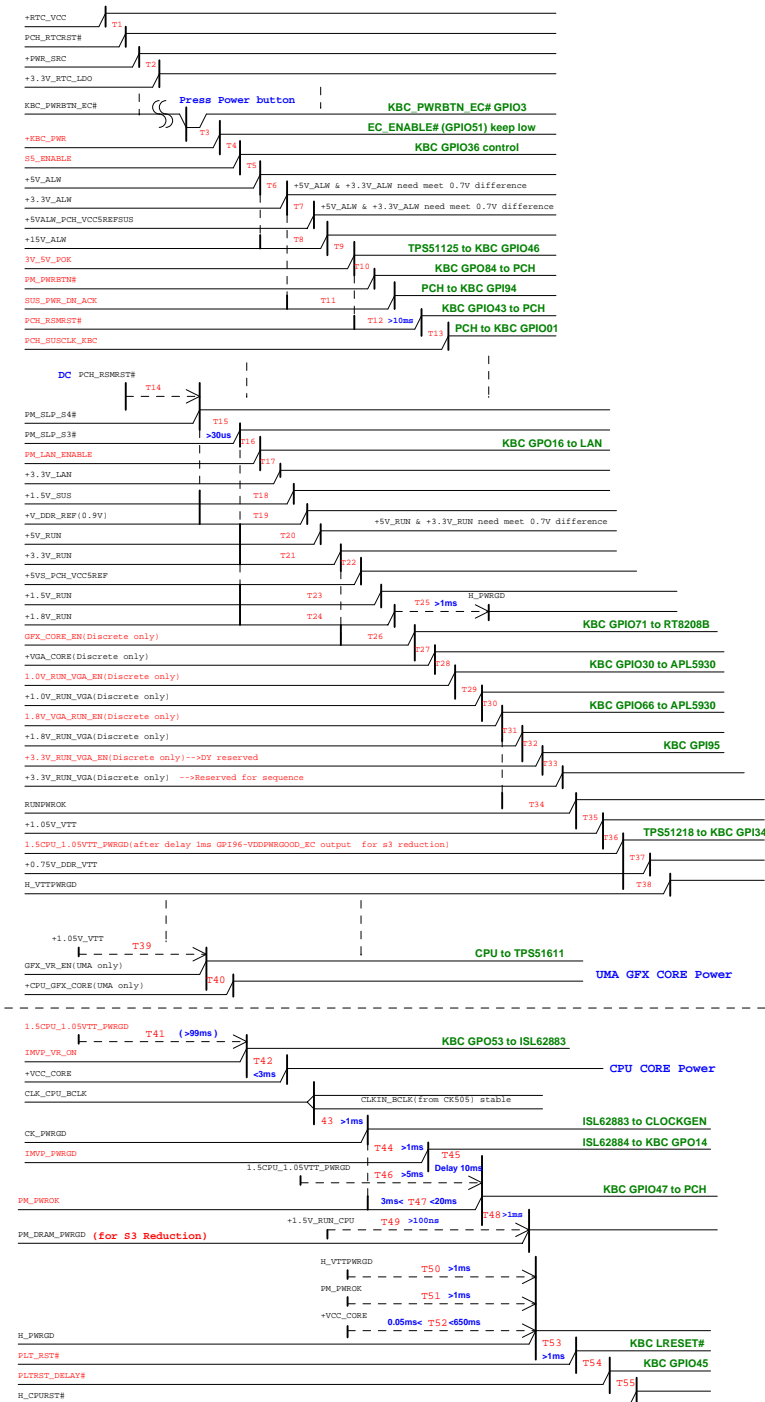 +RTC_VCC
T1
PCH_RTCRST#
+PWR_SRC
T2
+3.3V_RTC_LDO
KBC_PWRBTN_EC#
Press Power button
KBC_PWRBTN_EC# GPIO3
T3
EC_ENABLE# (GPIO51) keep low
+KBC_PWR
T4
KBC GPIO36 control
S5_ENABLE
T5
+5V_ALW
T6
+5V_ALW & +3.3V_ALW need meet 0.7V difference
+3.3V_ALW
T7
+5V_ALW & +3.3V_ALW need meet 0.7V difference
+5VALW_PCH_VCC5REFSUS
+15V_ALW
T8
T9
TPS51125 to KBC GPIO46
3V_5V_POK
T10
KBC GPO84 to PCH
PM_PWRBTN#
PCH to KBC GPI94
SUS_PWR_DN_ACK
T11
KBC GPIO43 to PCH
PCH_RSMRST#
T12 >10ms
T13
PCH to KBC GPIO01
PCH_SUSCLK_KBC
DC PCH_RSMRST#
T14
PM_SLP_S4#
T15
PM_SLP_S3#
>30us
T16
KBC GPO16 to LAN
PM_LAN_ENABLE
T17
+3.3V_LAN
+1.5V_SUS
T18
+V_DDR_REF(0.9V)
T19
+5V_RUN & +3.3V_RUN need meet 0.7V difference
+5V_RUN
T20
+3.3V_RUN
T21
T22
+5VS_PCH_VCC5REF
+1.5V_RUN
T23
T25 >1ms
H_PWRGD
+1.8V_RUN
T24
KBC GPIO71 to RT8208B
GFX_CORE_EN(Discrete only)
T26
+VGA_CORE(Discrete only)
T27
T28
KBC GPIO30 to APL5930
1.0V_RUN_VGA_EN(Discrete only)
+1.0V_RUN_VGA(Discrete only)
T29
T30
KBC GPIO66 to APL5930
1.8V_VGA_RUN_EN(Discrete only)
T31
+1.8V_RUN_VGA(Discrete only)
T32
KBC GPI95
+3.3V_RUN_VGA_EN(Discrete only)-->DY reserved
T33
+3.3V_RUN_VGA(Discrete only) -->Reserved for sequence
RUNPWROK
T34
+1.05V_VTT
T35
TPS51218 to KBC GPI34
1.5CPU_1.05VTT_PWRGD(after delay 1ms GPI96-VDDPWRGOOD_EC output for s3 reduction)
T36
+0.75V_DDR_VTT
T37
H_VTTPWRGD
T38
+1.05V_VTT
T39
CPU to TPS51611
GFX_VR_EN(UMA only)
UMA GFX CORE Power
+CPU_GFX_CORE(UMA only)
T40
1.5CPU_1.05VTT_PWRGD
T41 (>99ms)
KBC GPO53 to ISL62883
IMVP_VR_ON
T42
+VCC_CORE
<3ms
CPU CORE Power
CLK_CPU_BCLK
CLKIN_BCLK(from CK505) stable
43 >1ms
ISL62883 to CLOCKGEN
CK_PWRGD
T44 >1ms
ISL62884 to KBC GPO14
IMVP_PWRGD
T45
1.5CPU_1.05VTT_PWRGD
Delay 10ms
T46 >5ms
KBC GPIO47 to PCH
PM_PWROK
3ms< T47 <20ms
T48 >1ms
+1.5V_RUN_CPU
T49 >100ns
PM_DRAM_PWRGD (for S3 Reduction)
H_VTTPWRGD
T50 >1ms
PM_PWROK
T51 >1ms
+VCC_CORE
0.05ms< T52 <650ms
H_PWRGD
T53
KBC LRESET#
PLT_RST#
>1ms
T54
KBC GPIO45
PLTRST_DELAY#
T55
H_CPURST#